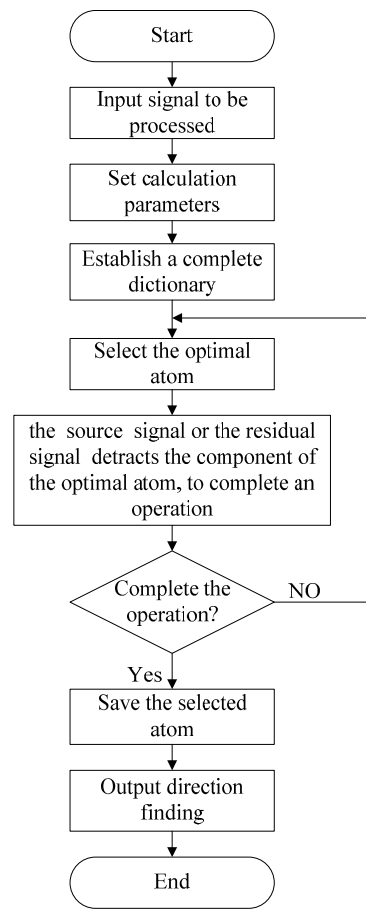 Start
Input signal to be
processed
Set calculation
parameters
Establish a complete
dictionary
Select the optimal
atom
the source signal or the residual
signal detracts the component of
the optimal atom, to complete an
operation
Complete the
operation?
NO
Yes
Save the selected
atom
Output direction
finding
End